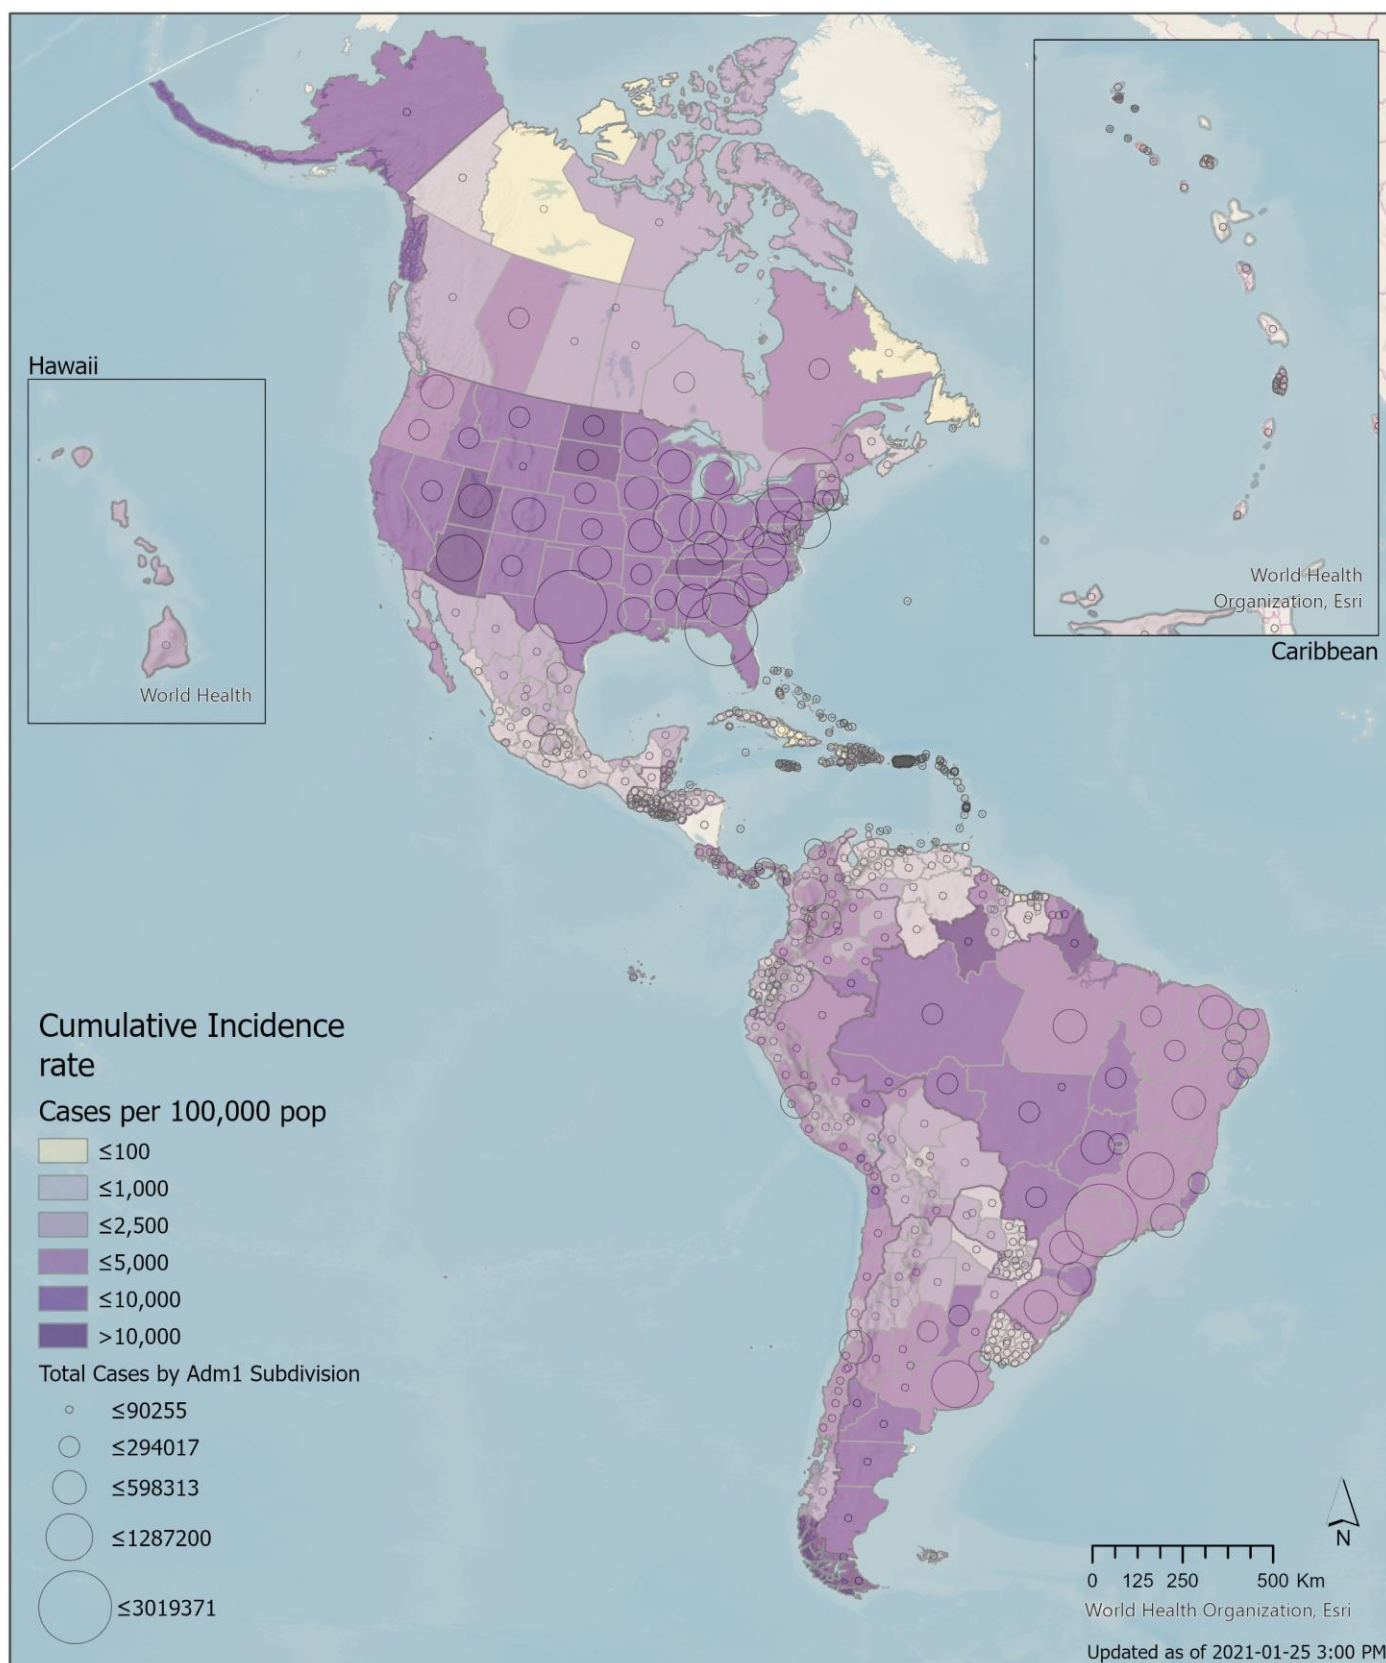 Hawaii
World Health
World Health
Organization, Esri
Caribbean
Cumulative Incidence
rate
Cases per 100,000 pop
≤100
≤1,000
≤2,500
≤5,000
≤10,000
>10,000
Total Cases by Adm1 Subdivision
≤90255
≤294017
≤598313
≤1287200
≤3019371
N
0 125 250 500 Km
World Health Organization, Esri
Updated as of 2021-01-25 3:00 PM